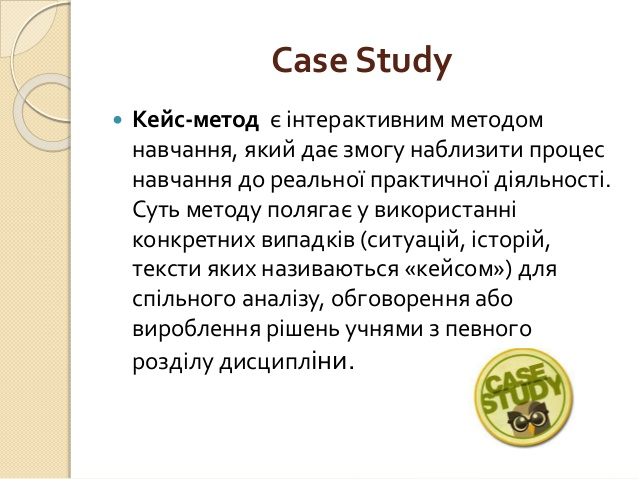 Case Study
Кейс-метод є інтерактивним методом
навчання, який дає змогу наблизити процес
навчання до реальної практичної діяльності.
Суть методу полягає у використанні
конкретних випадків (ситуацій, історій,
тексти яких називаються «кейсом») для
спільного аналізу, обговорення або
вироблення рішень учнями з певного
розділу дисципліни.
CASE
STUDY